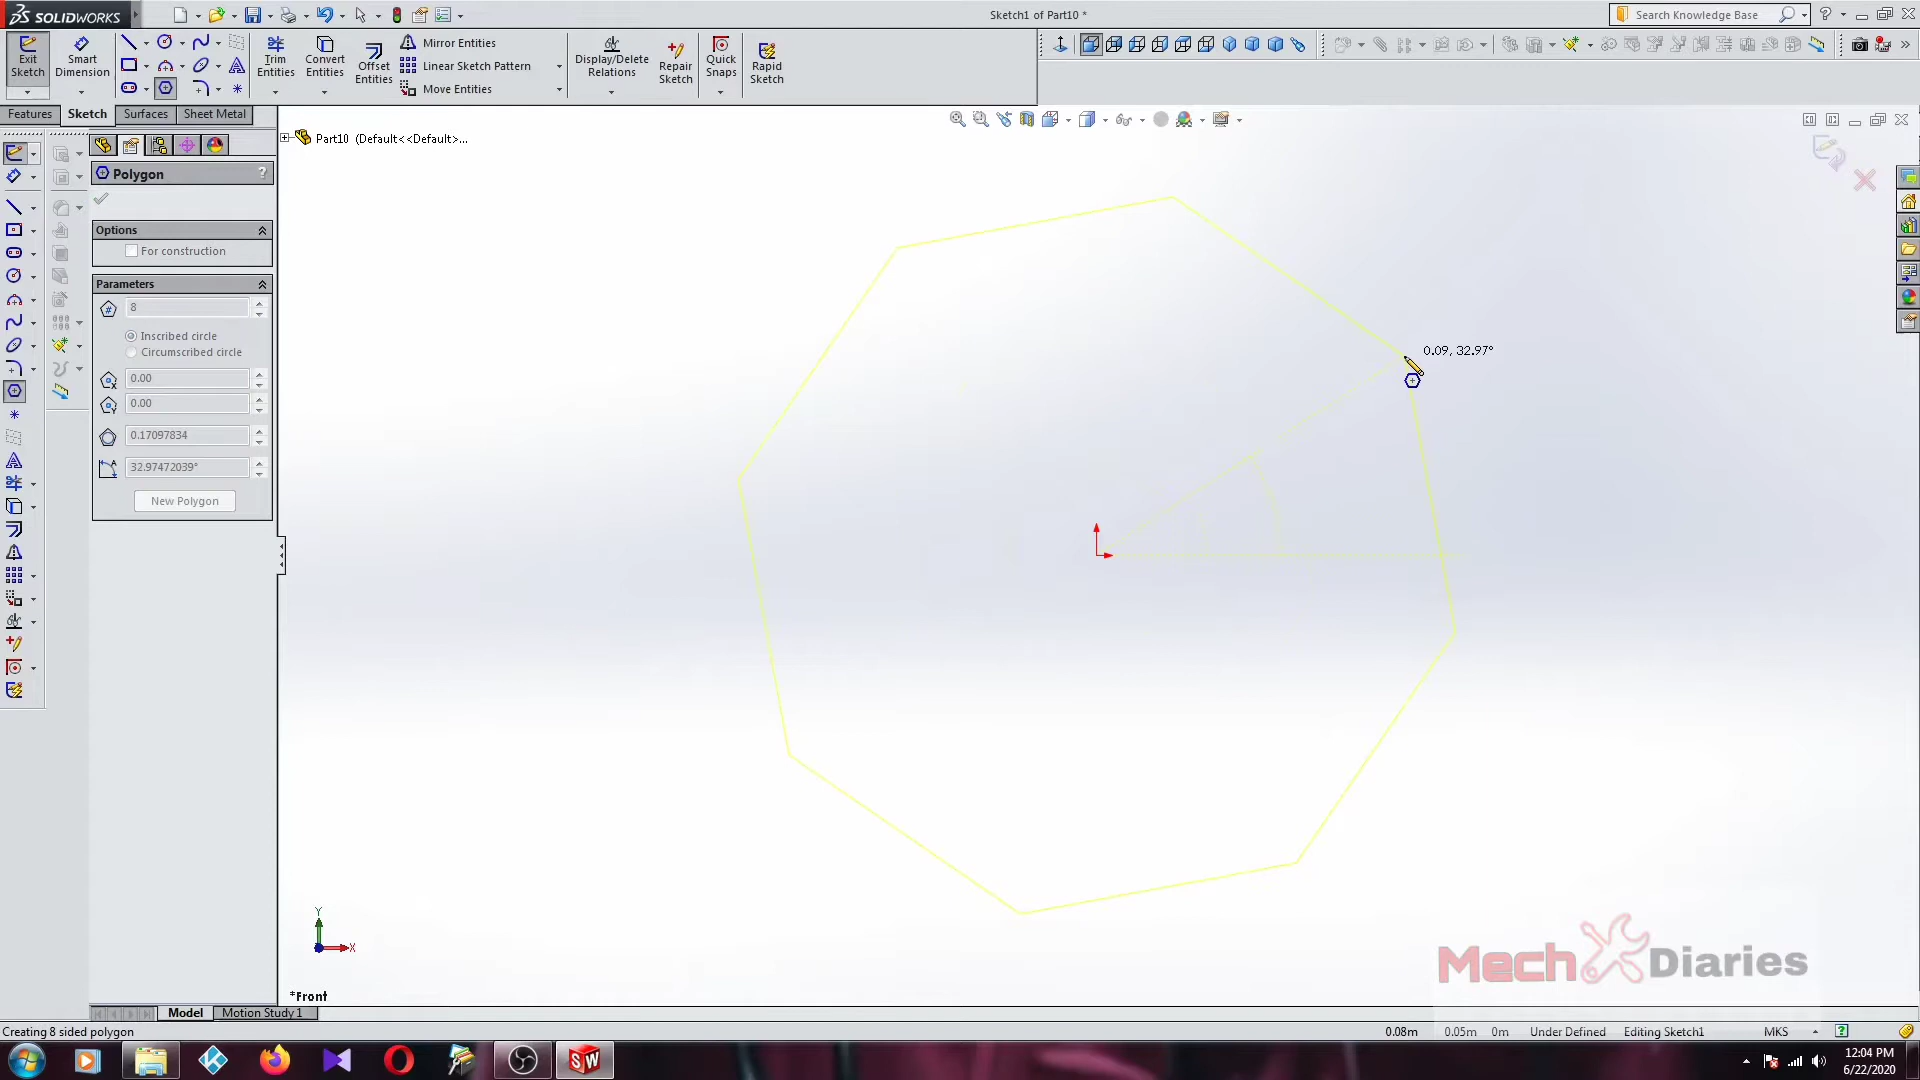 SOLIDWORKS
Sketch1 of Part10 *
Search Knowledge Base
Exit
Sketch
Smart
Dimension
Trim
Entities
Convert
Entities
Offset
Entities
Mirror Entities
Linear Sketch Pattern
Move Entities
Display/Delete
Relations
Repair
Sketch
Quick
Snaps
Rapid
Sketch
Features
Sketch
Surfaces
Sheet Metal
Part10 (Default<<Default>...
Polygon
?
Options
For construction
Parameters
8
Inscribed circle
Circumscribed circle
0.00
0.00
0.17097834
32.97472039°
New Polygon
0.09, 32.97°
Y
X
*Front
Mech Diaries
Model
Motion Study 1
Creating 8 sided polygon
0.08m
0.05m
0m
Under Defined
Editing Sketch1
MKS
12:04 PM
6/22/2020